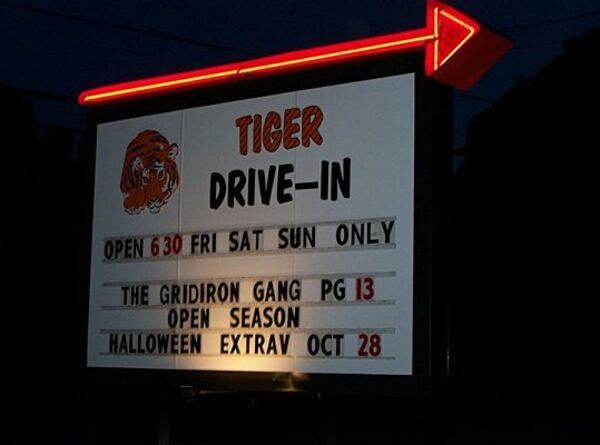 TIGER
DRIVE-IN
OPEN 6 30 FRI SAT SUN ONLY
THE GRIDIRON GANG PG 13
OPEN SEASON
HALLOWEEN EXTRAV OCT 28